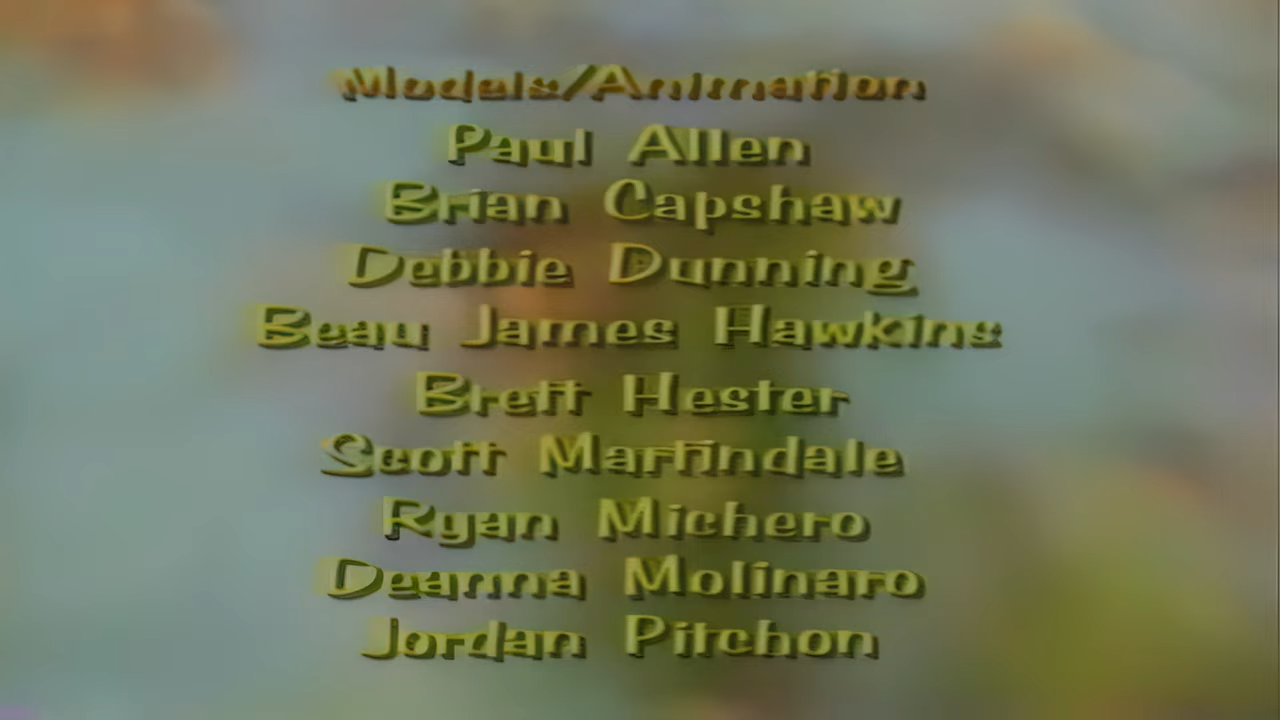 Models/Animation
Paul Allen
Brian Capshaw
Debbie Dunning
Beau James Hawkins
Brett Hester
Scott Martindale
Ryan Michero
Deanna Molinaro
Jordan Pitchon